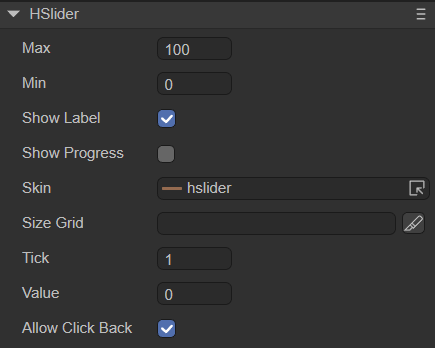 HSlider
Max 100
Min 0
Show Label
Show Progress
Skin hslider
Size Grid
Tick 1
Value 0
Allow Click Back